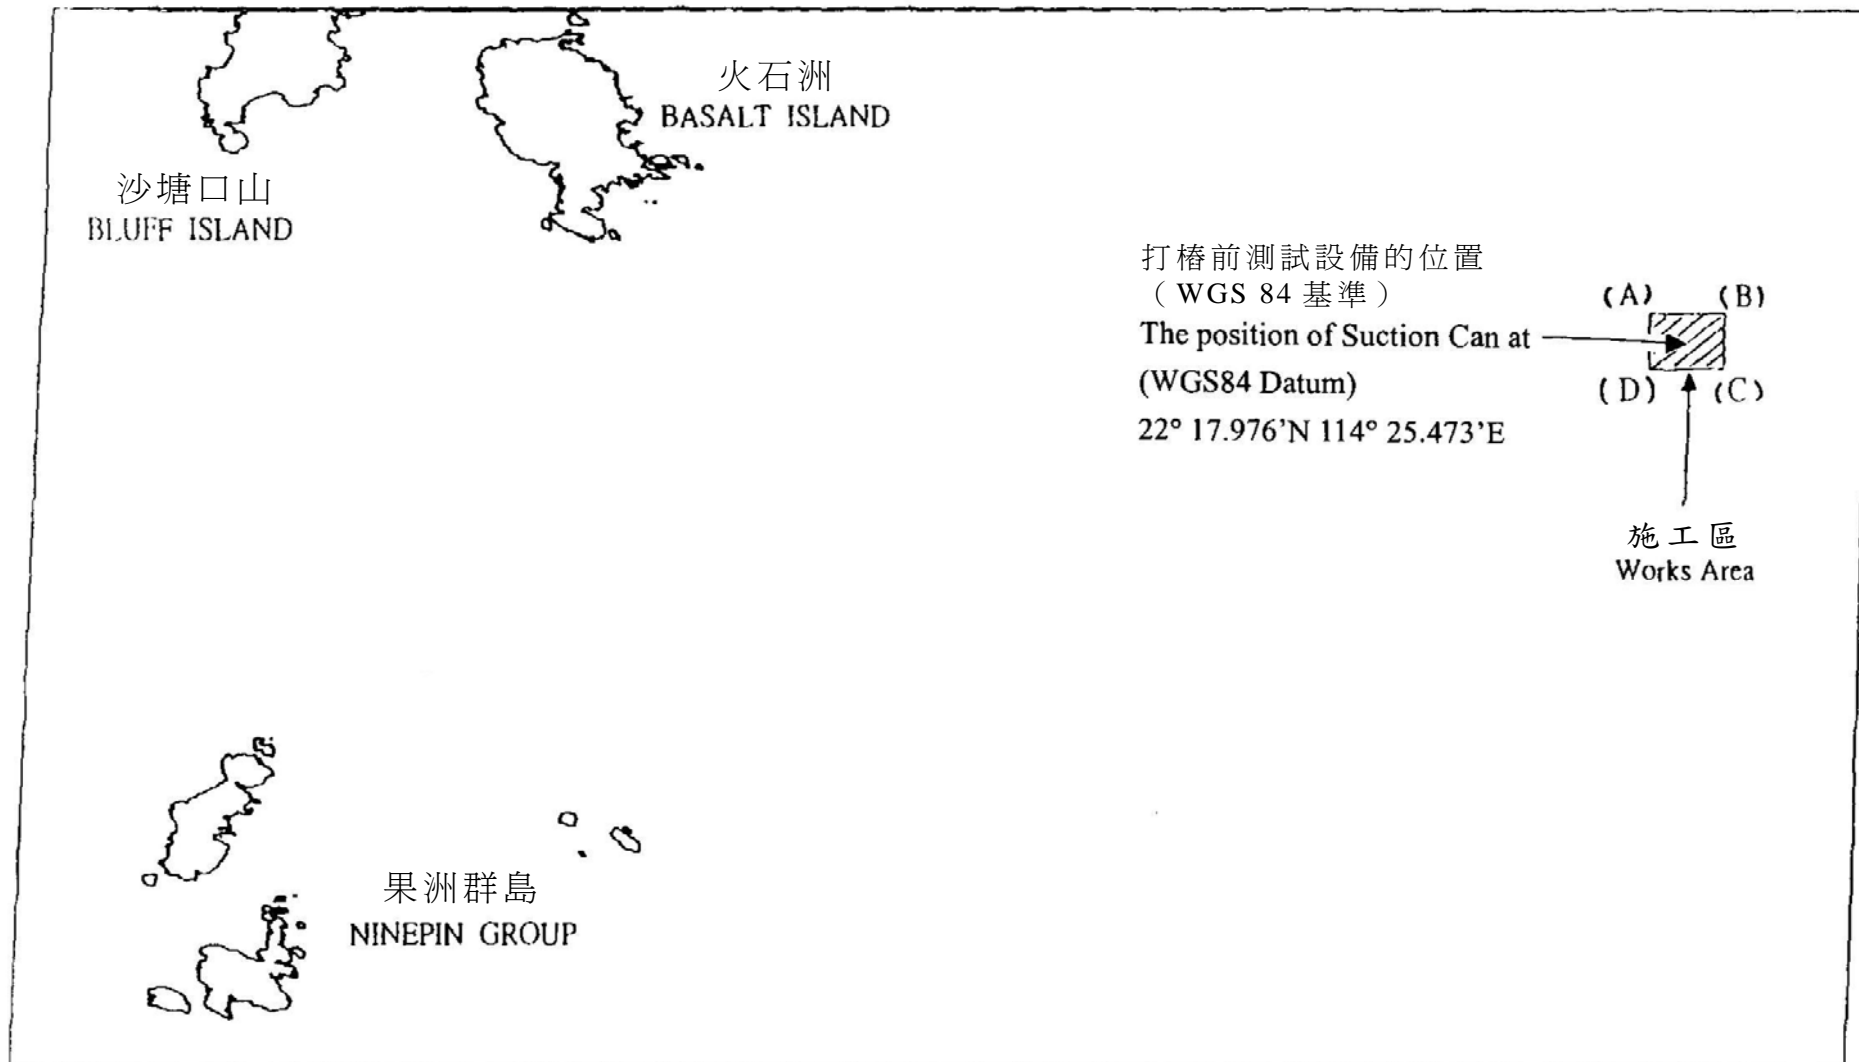 火石洲
BASALT ISLAND
沙塘口山
BLUFF ISLAND
打樁前測試設備的位置
（WGS 84 基準）
The position of Suction Can at
(WGS84 Datum)
22° 17.976’N 114° 25.473’E
(A) (B)
(D) (C)
施工區
Works Area
果洲群島
NINEPIN GROUP